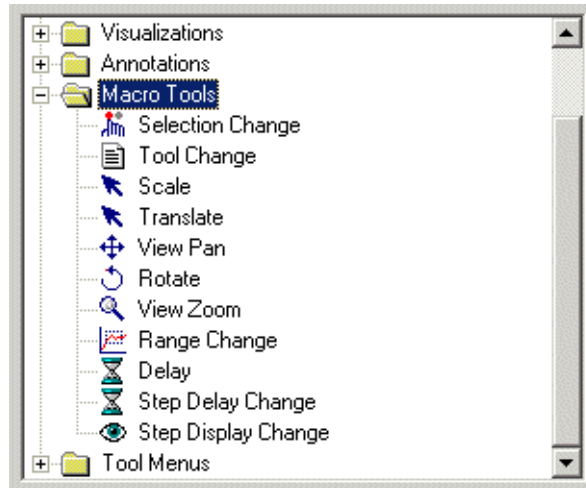 Visualizations
Annotations
Macro Tools
Selection Change
Tool Change
Scale
Translate
View Pan
Rotate
View Zoom
Range Change
Delay
Step Delay Change
Step Display Change
Tool Menus